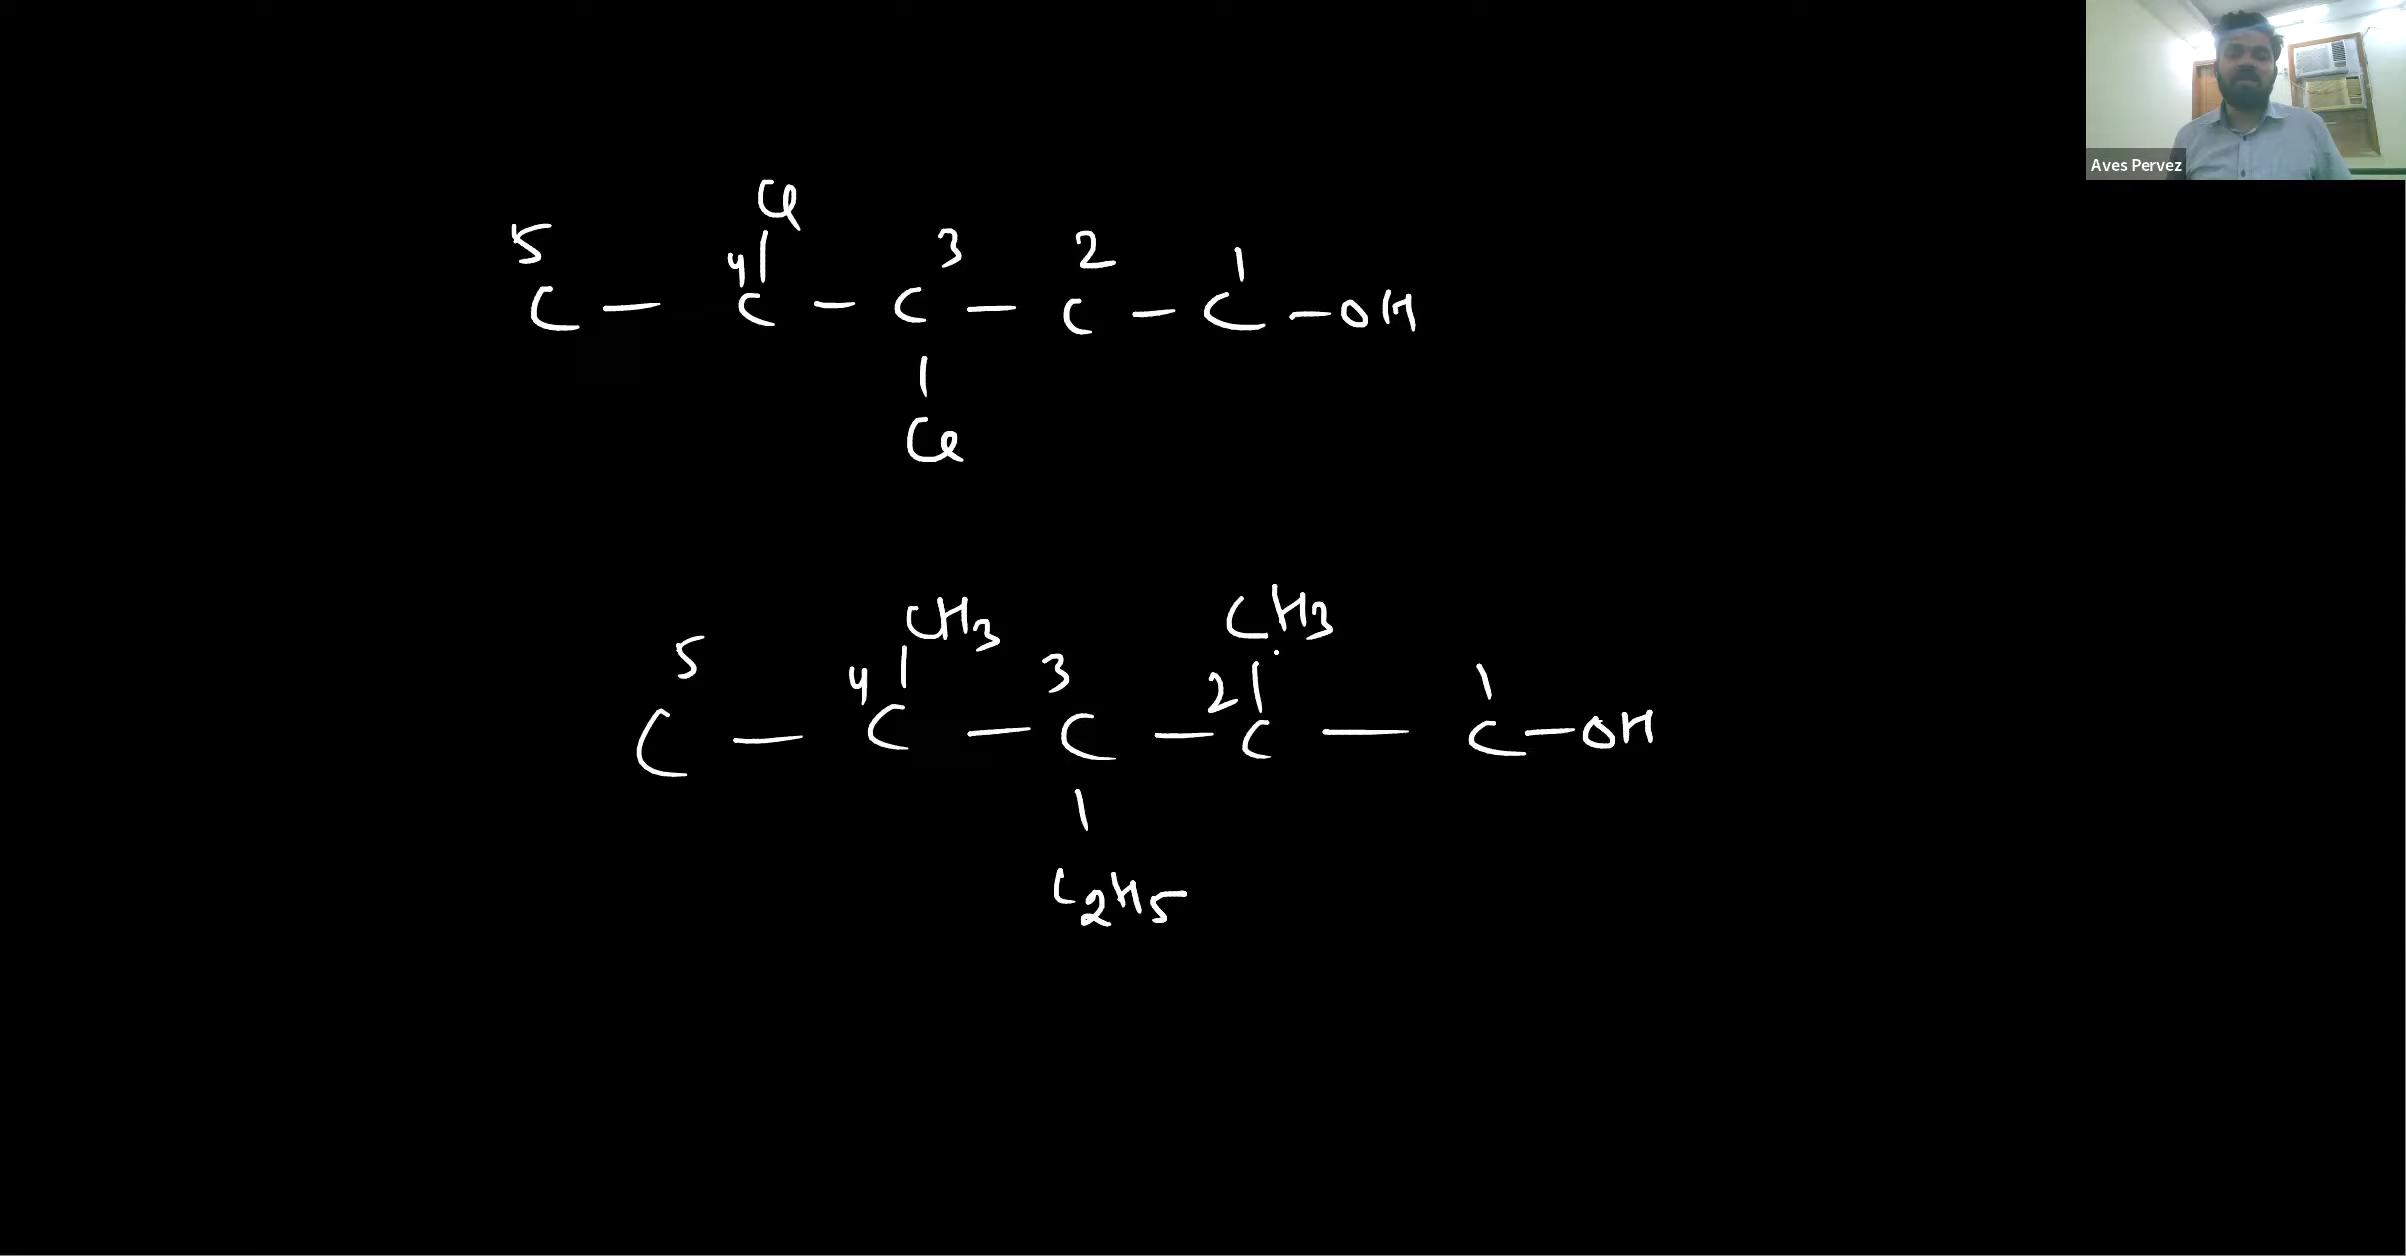 Aves Pervez
Cl
5 4 3 2 1
C — C — C — C — C — OH
Cl
CH3 CH3
5 4 3 2 1
C — C — C — C — C — OH
C2H5